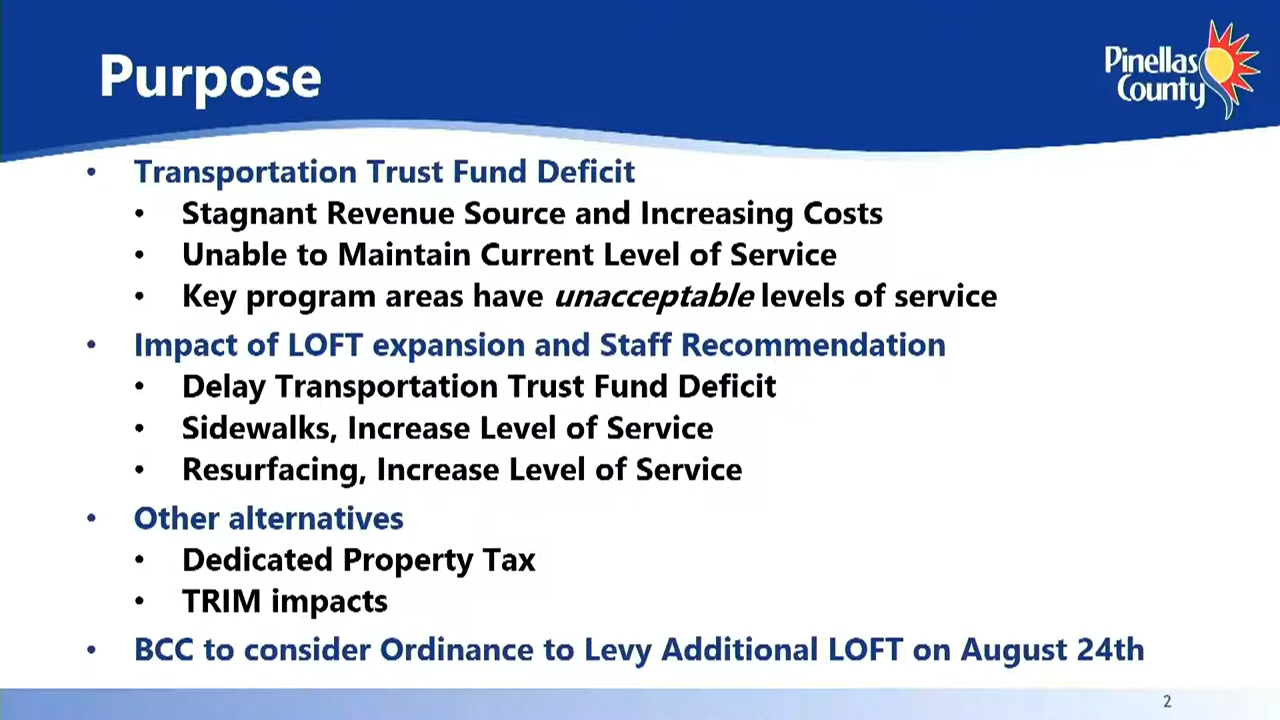 Purpose
Pinellas
County
• Transportation Trust Fund Deficit
• Stagnant Revenue Source and Increasing Costs
• Unable to Maintain Current Level of Service
• Key program areas have unacceptable levels of service
• Impact of LOFT expansion and Staff Recommendation
• Delay Transportation Trust Fund Deficit
• Sidewalks, Increase Level of Service
• Resurfacing, Increase Level of Service
• Other alternatives
• Dedicated Property Tax
• TRIM impacts
• BCC to consider Ordinance to Levy Additional LOFT on August 24th
2